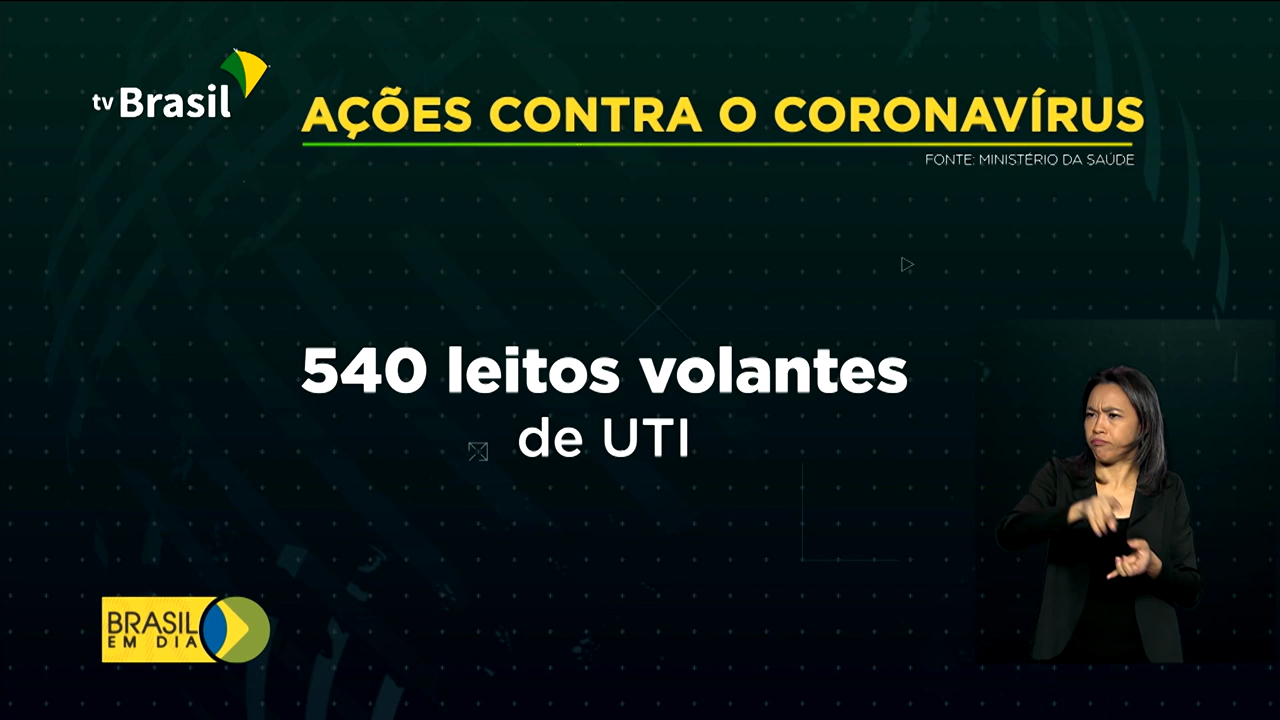 tv Brasil
AÇÕES CONTRA O CORONAVÍRUS
FONTE: MINISTÉRIO DA SAÚDE
540 leitos volantes
de UTI
BRASIL
EM DIA